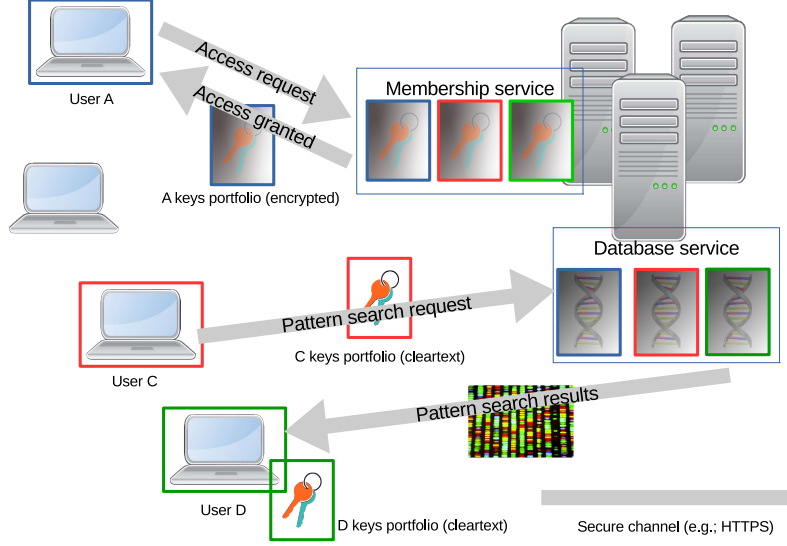 Access request
Access granted
User A
Membership service
A keys portfolio (encrypted)
Database service
Pattern search request
C keys portfolio (cleartext)
User C
Pattern search results
User D
D keys portfolio (cleartext)
Secure channel (e.g.; HTTPS)